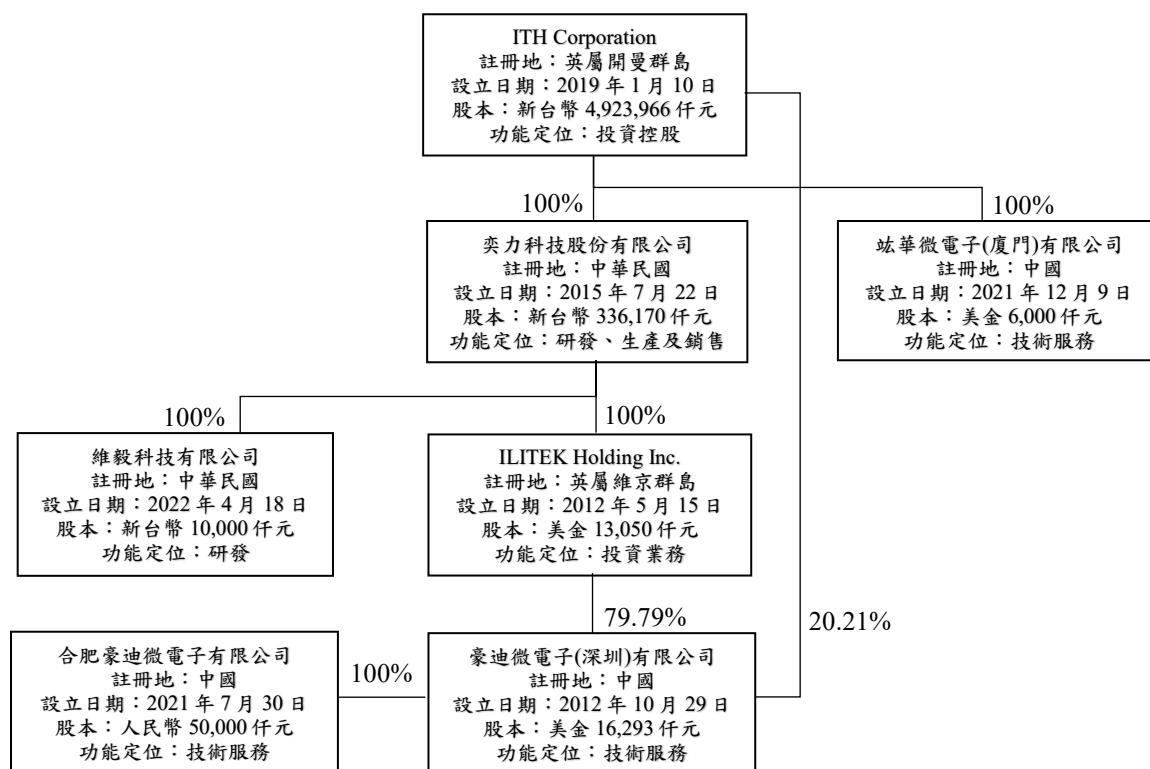 ITH Corporation
註冊地：英屬開曼群島
設立日期：2019 年 1 月 10 日
股本：新台幣 4,923,966 仟元
功能定位：投資控股
100%
100%
奕力科技股份有限公司
註冊地：中華民國
設立日期：2015 年 7 月 22 日
股本：新台幣 336,170 仟元
功能定位：研發、生產及銷售
竑華微電子(廈門)有限公司
註冊地：中國
設立日期：2021 年 12 月 9 日
股本：美金 6,000 仟元
功能定位：技術服務
100%
100%
維毅科技有限公司
註冊地：中華民國
設立日期：2022 年 4 月 18 日
股本：新台幣 10,000 仟元
功能定位：研發
ILITEK Holding Inc.
註冊地：英屬維京群島
設立日期：2012 年 5 月 15 日
股本：美金 13,050 仟元
功能定位：投資業務
79.79%
20.21%
合肥豪迪微電子有限公司
註冊地：中國
設立日期：2021 年 7 月 30 日
股本：人民幣 50,000 仟元
功能定位：技術服務
100%
豪迪微電子(深圳)有限公司
註冊地：中國
設立日期：2012 年 10 月 29 日
股本：美金 16,293 仟元
功能定位：技術服務